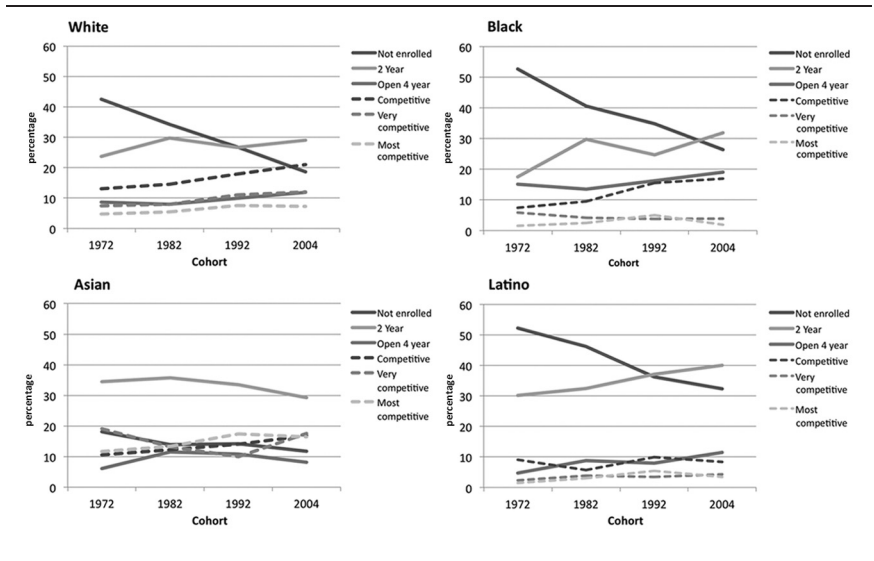 White
60
50
40
30
20
10
0
percentage
1972 1982 1992 2004
Cohort
Not enrolled
2 Year
Open 4 year
Competitive
Very
competitive
Most
competitive
Black
60
50
40
30
20
10
0
percentage
1972 1982 1992 2004
Cohort
Not enrolled
2 Year
Open 4 year
Competitive
Very
competitive
Most
competitive
Asian
60
50
40
30
20
10
0
percentage
1972 1982 1992 2004
Cohort
Not enrolled
2 Year
Open 4 year
Competitive
Very
competitive
Most
competitive
Latino
60
50
40
30
20
10
0
percentage
1972 1982 1992 2004
Cohort
Not enrolled
2 Year
Open 4 year
Competitive
Very
competitive
Most
competitive